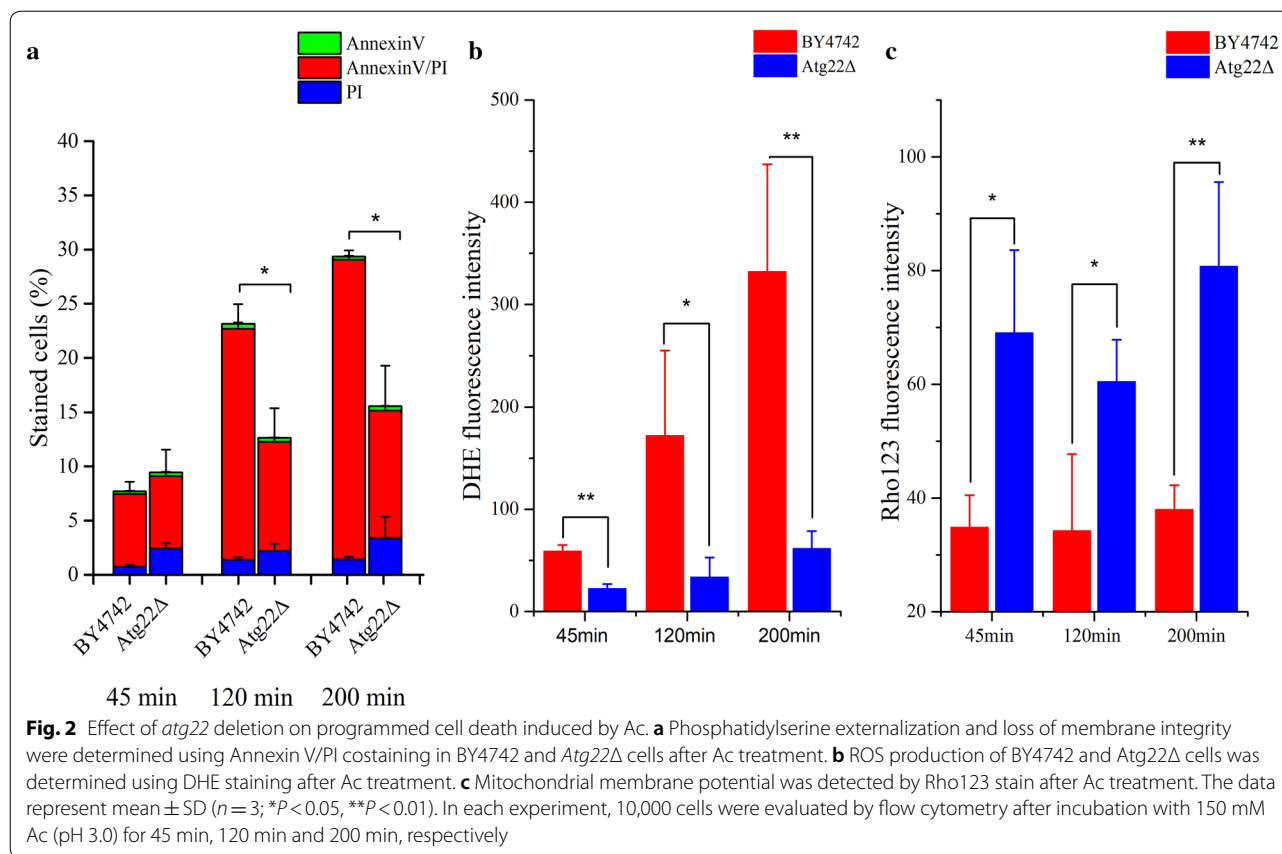 a
AnnexinV
AnnexinV/PI
PI
Stained cells (%)
40
35
30
25
20
15
10
5
0
*
*
BY4742
Atg22Δ
BY4742
Atg22Δ
BY4742
Atg22Δ
45 min
120 min
200 min
b
BY4742
Atg22Δ
DHE fluorescence intensity
500
400
300
200
100
0
**
*
**
45min
120min
200min
c
BY4742
Atg22Δ
Rho123 fluorescence intensity
100
80
60
40
20
*
*
**
45min
120min
200min
Fig. 2 Effect of atg22 deletion on programmed cell death induced by Ac. a Phosphatidylserine externalization and loss of membrane integrity
were determined using Annexin V/PI costaining in BY4742 and Atg22Δ cells after Ac treatment. b ROS production of BY4742 and Atg22Δ cells was
determined using DHE staining after Ac treatment. c Mitochondrial membrane potential was detected by Rho123 stain after Ac treatment. The data
represent mean ± SD (n = 3; *P < 0.05, **P < 0.01). In each experiment, 10,000 cells were evaluated by flow cytometry after incubation with 150 mM
Ac (pH 3.0) for 45 min, 120 min and 200 min, respectively